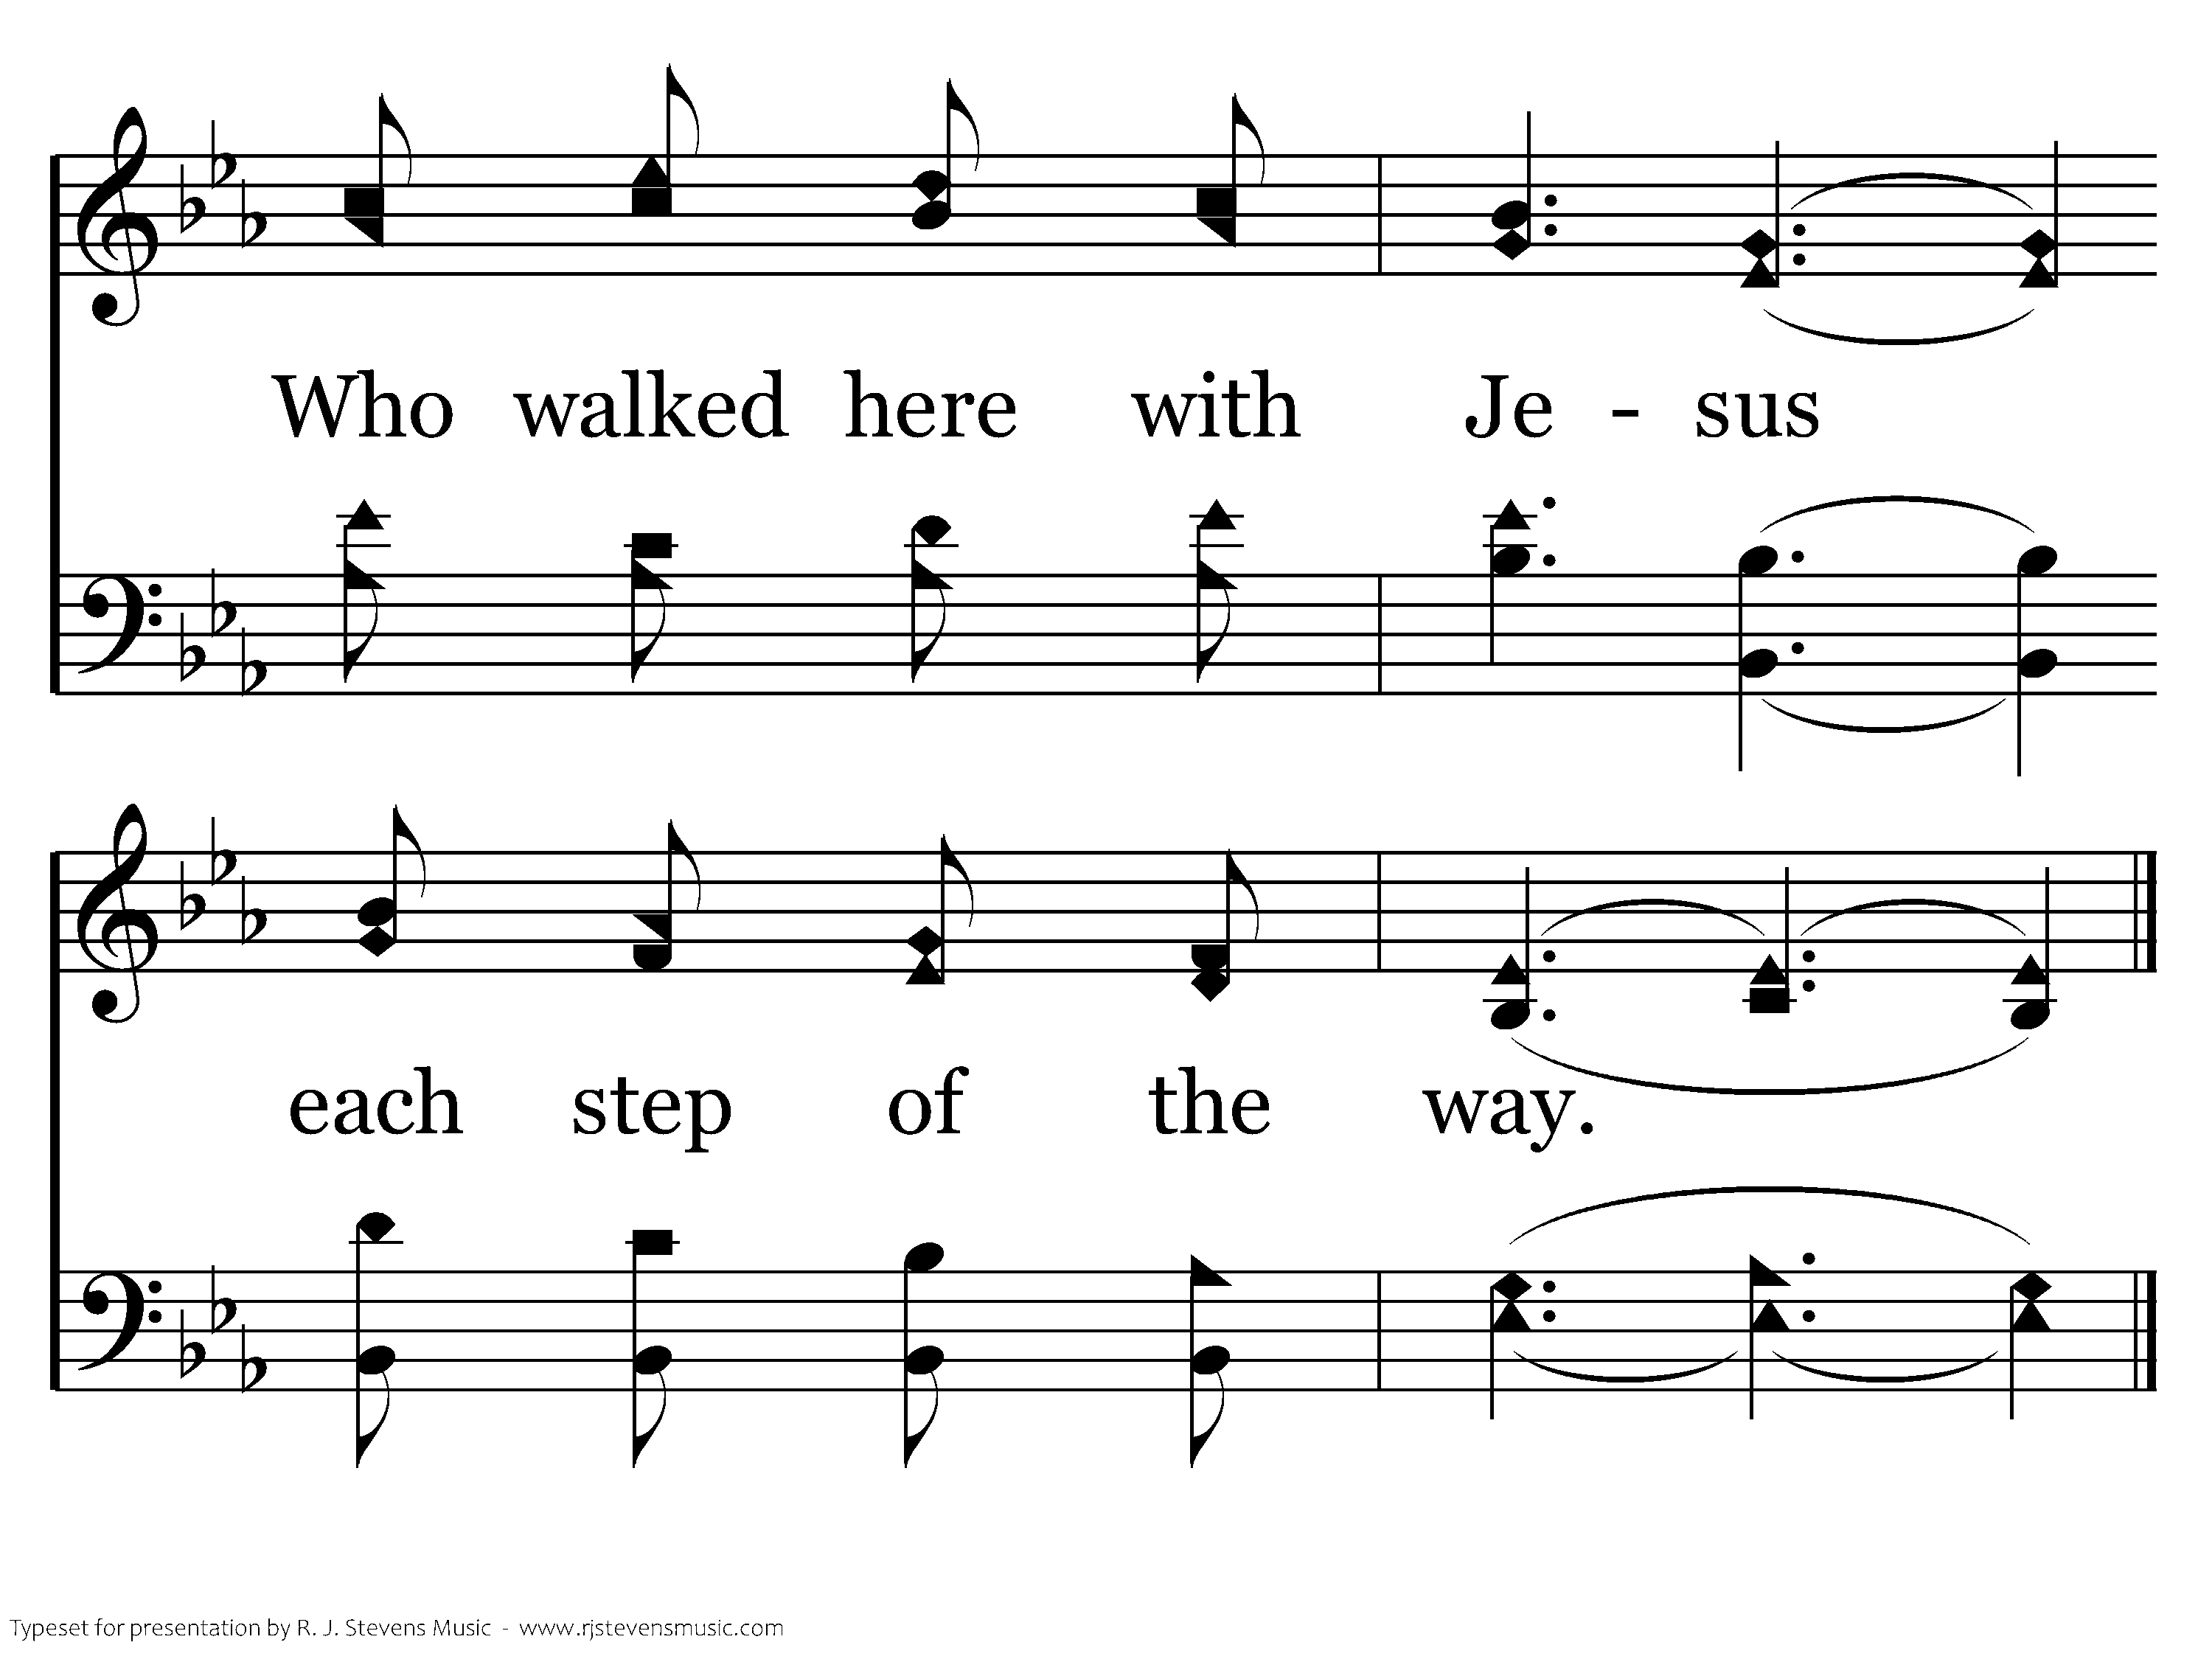 Who walked here with Je - sus
each step of the way.
Typeset for presentation by R. J. Stevens Music - www.rjstevensmusic.com